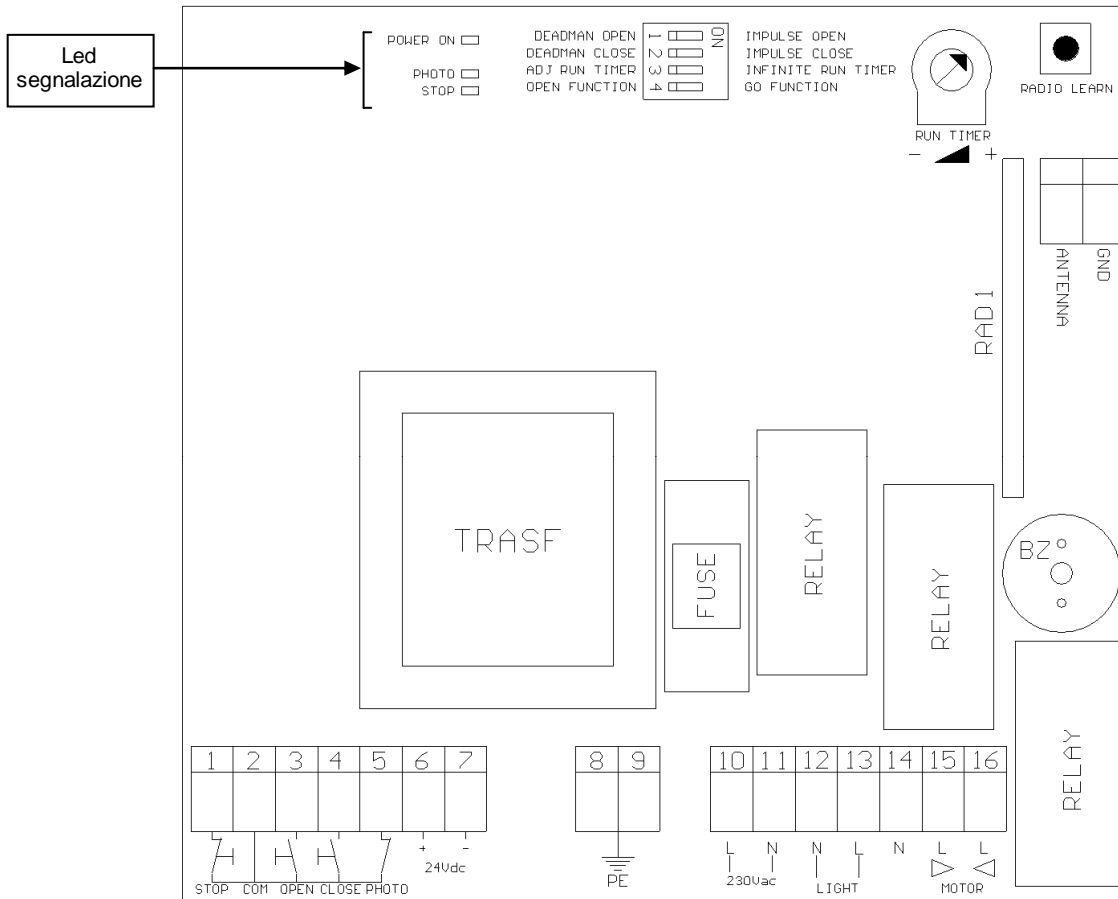 Led
segnalazione
POWER ON
PHOTO
STOP
DEADMAN OPEN 1 ON IMPULSE OPEN
DEADMAN CLOSE 2 IMPULSE CLOSE
ADJ RUN TIMER 3 INFINITE RUN TIMER
OPEN FUNCTION 4 GO FUNCTION
RUN TIMER
- +
RADIO LEARN
ANTENNA
GND
RAD1
TRASF
FUSE
RELAY
RELAY
BZ
RELAY
1 2 3 4 5 6 7 8 9 10 11 12 13 14 15 16
+ - L N N L N L L
24Vdc
STOP COM OPEN CLOSE PHOTO PE 230Vac LIGHT MOTOR